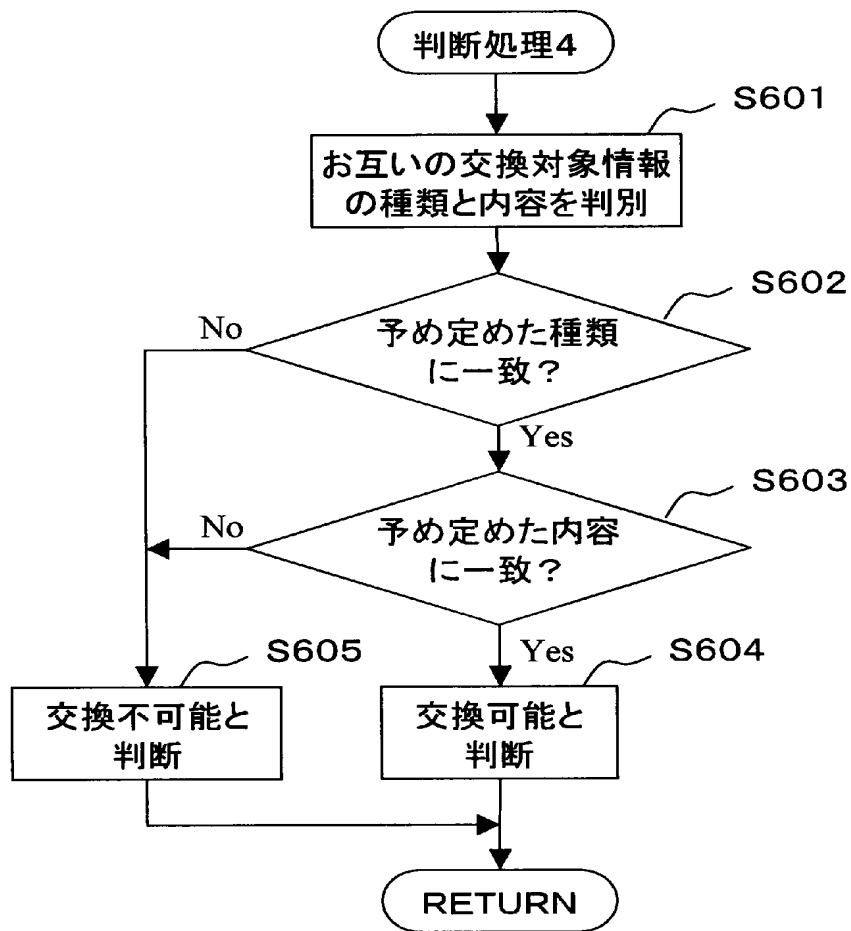 判断処理4
S601
お互いの交換対象情報
の種類と内容を判別
S602
No
予め定めた種類
に一致?
Yes
S603
No
予め定めた内容
に一致?
S605
Yes
S604
交換不可能と
判断
交換可能と
判断
RETURN